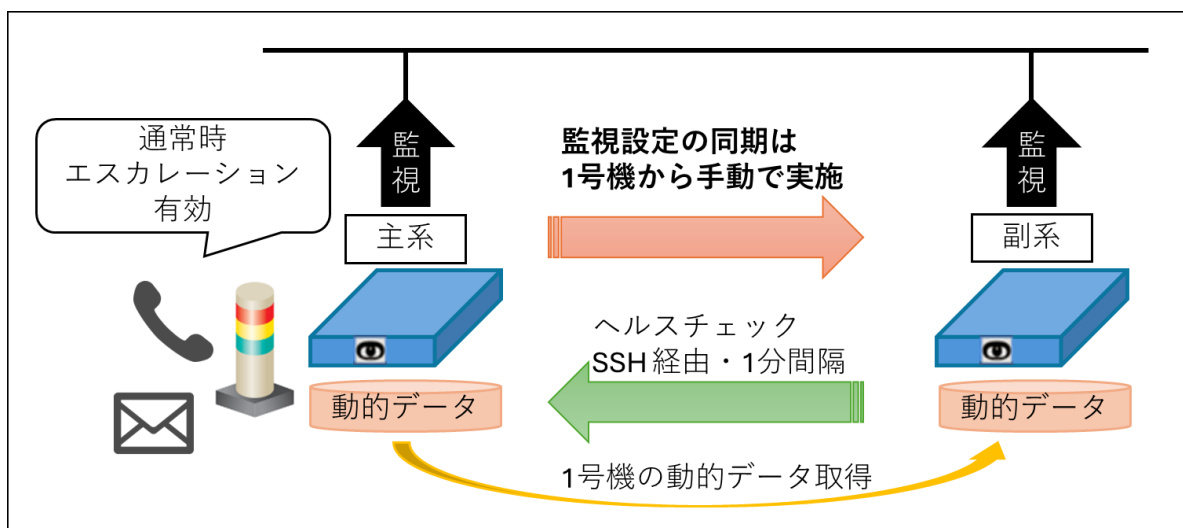 通常時
エスカレーション
有効
監視
主系
監視設定の同期は
1号機から手動で実施
監視
副系
ヘルスチェック
SSH経由・1分間隔
動的データ
動的データ
1号機の動的データ取得